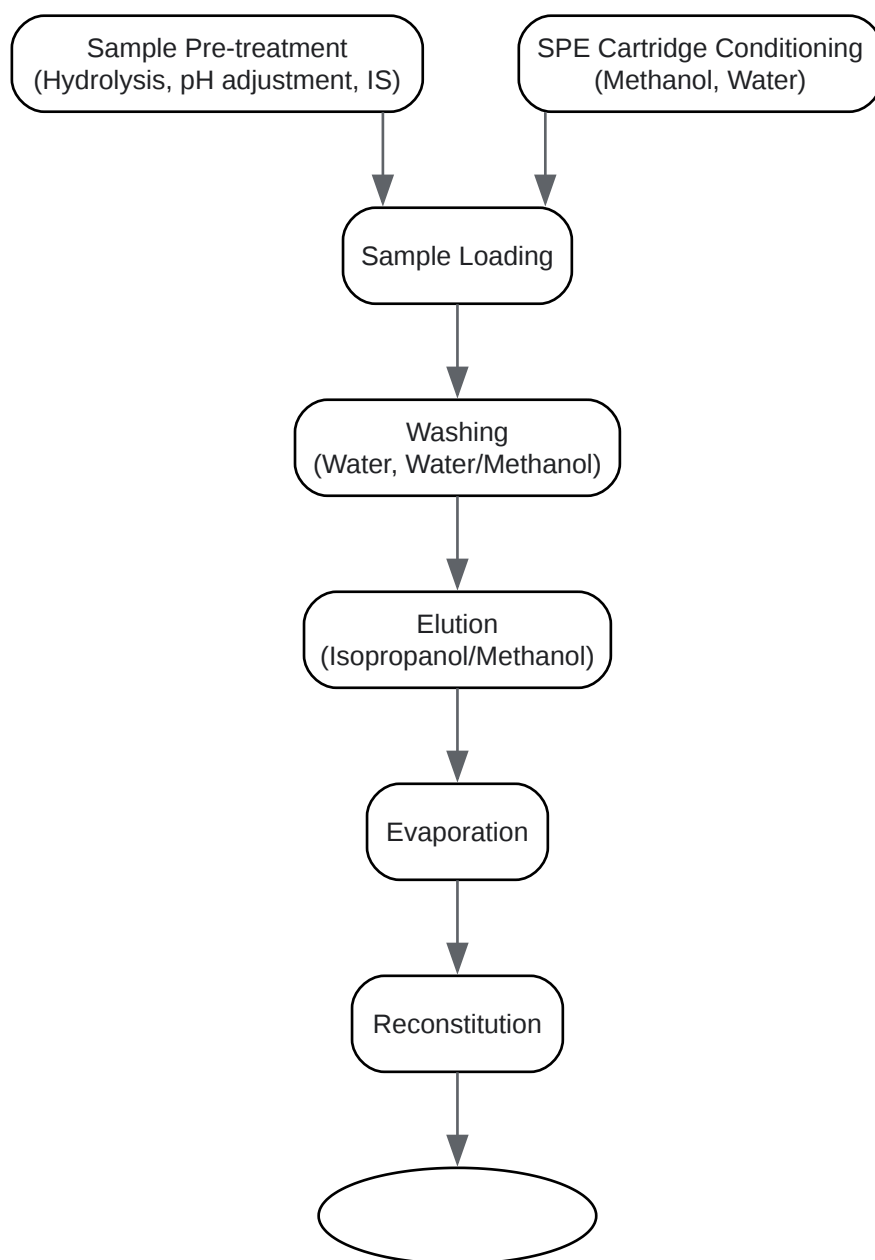 Sample Pre-treatment
(Hydrolysis, pH adjustment, IS)
SPE Cartridge Conditioning
(Methanol, Water)
Sample Loading
Washing
(Water, Water/Methanol)
Elution
(Isopropanol/Methanol)
Evaporation
Reconstitution